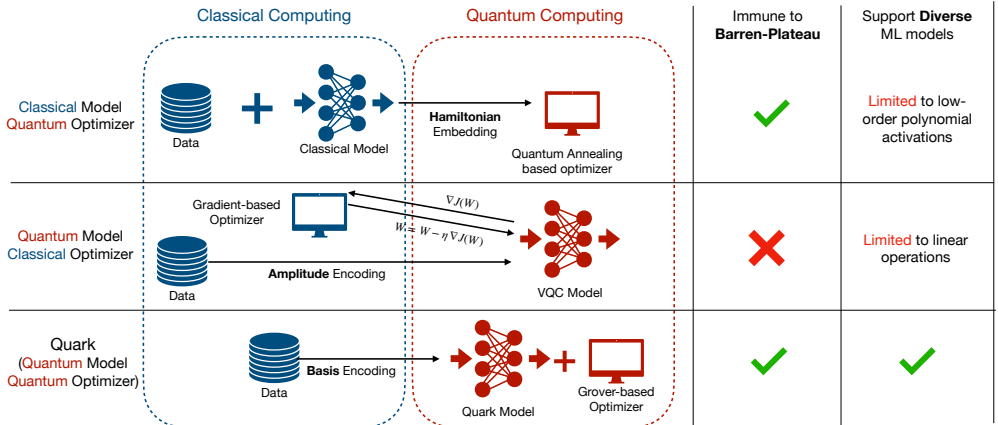 Classical Computing
Quantum Computing
Immune to
Barren-Plateau
Support Diverse
ML models
Classical Model
Quantum Optimizer
Data
Classical Model
Hamiltonian
Embedding
Quantum Annealing
based optimizer
Limited to low-
order polynomial
activations
Quantum Model
Classical Optimizer
Gradient-based
Optimizer
∇J(W)
W = W − η ∇J(W)
Data
Amplitude Encoding
VQC Model
Limited to linear
operations
Quark
(Quantum Model
Quantum Optimizer)
Data
Basis Encoding
Quark Model
Grover-based
Optimizer